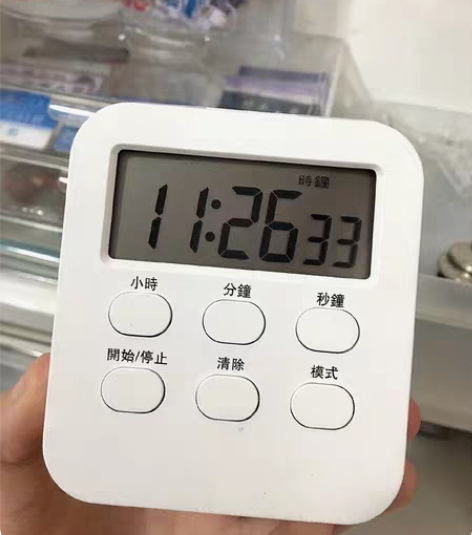 時鐘
11:26 33
小時 分鐘 秒鐘
開始/停止 清除 模式